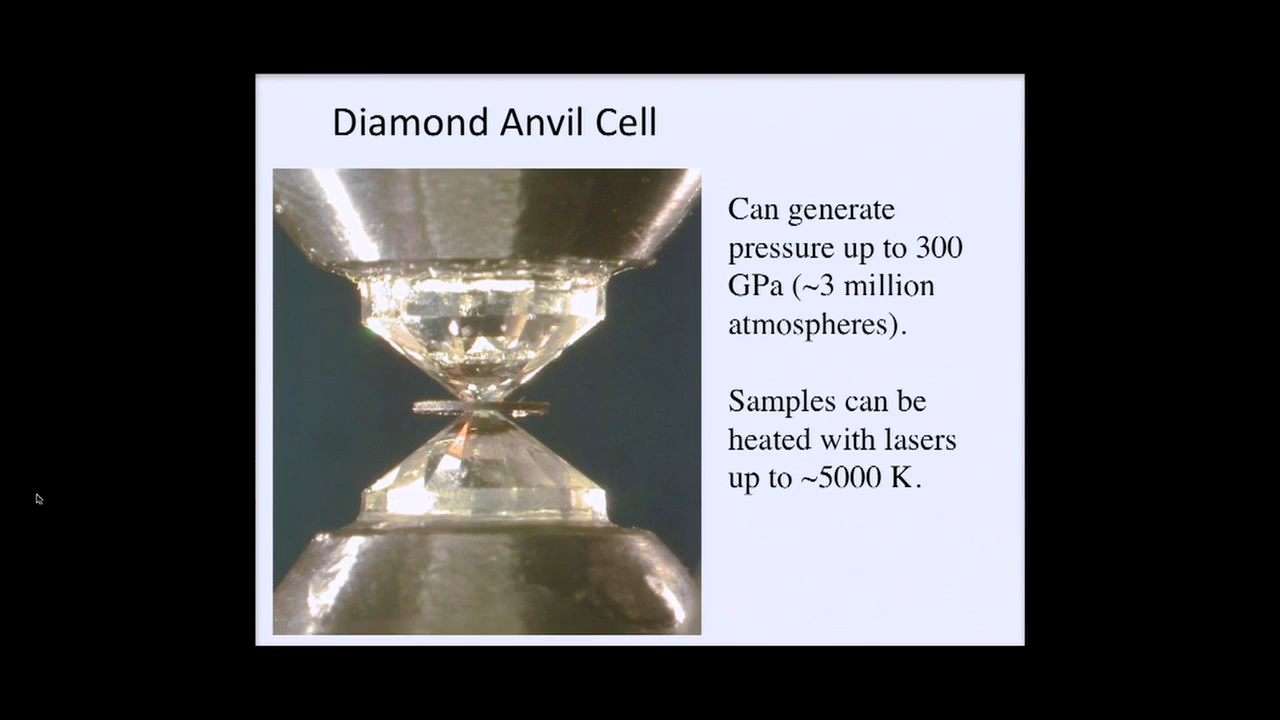 Diamond Anvil Cell
Can generate
pressure up to 300
GPa (~3 million
atmospheres).
Samples can be
heated with lasers
up to ~5000 K.